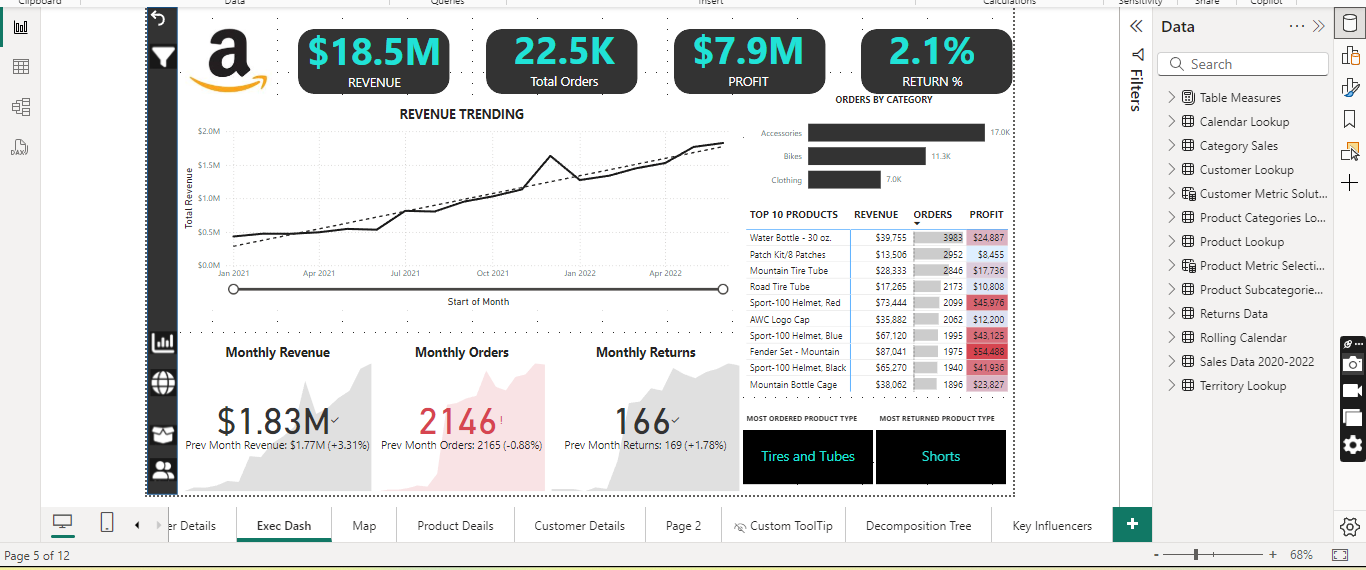 Clipboard
Data
Queries
Insert
Calculations
Sensitivity
Share
Copilot
a
$18.5M
REVENUE
22.5K
Total Orders
$7.9M
PROFIT
2.1%
RETURN %
REVENUE TRENDING
Total Revenue
$2.0M
$1.5M
$1.0M
$0.5M
$0.0M
Jan 2021 Apr 2021 Jul 2021 Oct 2021 Jan 2022 Apr 2022
Start of Month
ORDERS BY CATEGORY
Accessories 17.0K
Bikes 11.3K
Clothing 7.0K
TOP 10 PRODUCTS REVENUE ORDERS PROFIT
Water Bottle - 30 oz. $39,755 3983 $24,887
Patch Kit/8 Patches $13,506 2952 $8,455
Mountain Tire Tube $28,333 2846 $17,736
Road Tire Tube $17,265 2173 $10,808
Sport-100 Helmet, Red $73,444 2099 $45,976
AWC Logo Cap $35,882 2062 $12,200
Sport-100 Helmet, Blue $67,120 1995 $43,125
Fender Set - Mountain $87,041 1975 $54,488
Sport-100 Helmet, Black $65,270 1940 $41,936
Mountain Bottle Cage $38,062 1896 $23,827
Monthly Revenue
$1.83M
Prev Month Revenue: $1.77M (+3.31%)
Monthly Orders
2146!
Prev Month Orders: 2165 (-0.88%)
Monthly Returns
166
Prev Month Returns: 169 (+1.78%)
MOST ORDERED PRODUCT TYPE
Tires and Tubes
MOST RETURNED PRODUCT TYPE
Shorts
Filters
Data
Search
Table Measures
Calendar Lookup
Category Sales
Customer Lookup
Customer Metric Solut...
Product Categories Lo...
Product Lookup
Product Metric Selecti...
Product Subcategorie...
Returns Data
Rolling Calendar
Sales Data 2020-2022
Territory Lookup
DAX
er Details
Exec Dash
Map
Product Deails
Customer Details
Page 2
Custom ToolTip
Decomposition Tree
Key Influencers
+
Page 5 of 12
- + 68%